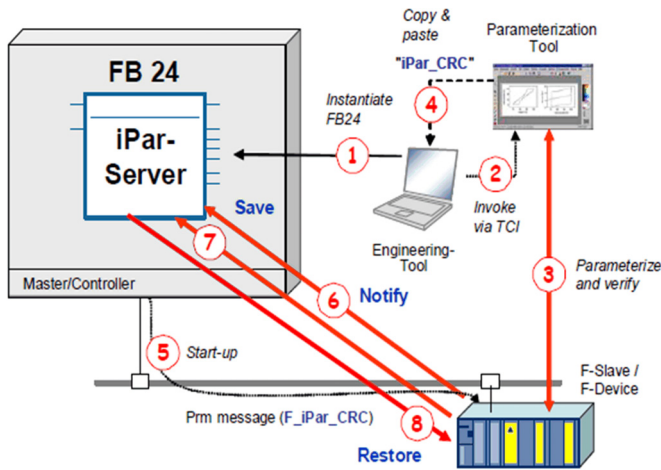 Copy &
paste
"iPar_CRC"
Parameterization
Tool
FB 24
iPar-
Server
Instantiate
FB24
4
1
2
Save
Invoke
via TCI
Engineering-
Tool
7
3
Parameterize
and verify
Master/Controller
6
Notify
5
Start-up
F-Slave /
F-Device
Prm message (F_iPar_CRC)
8
Restore